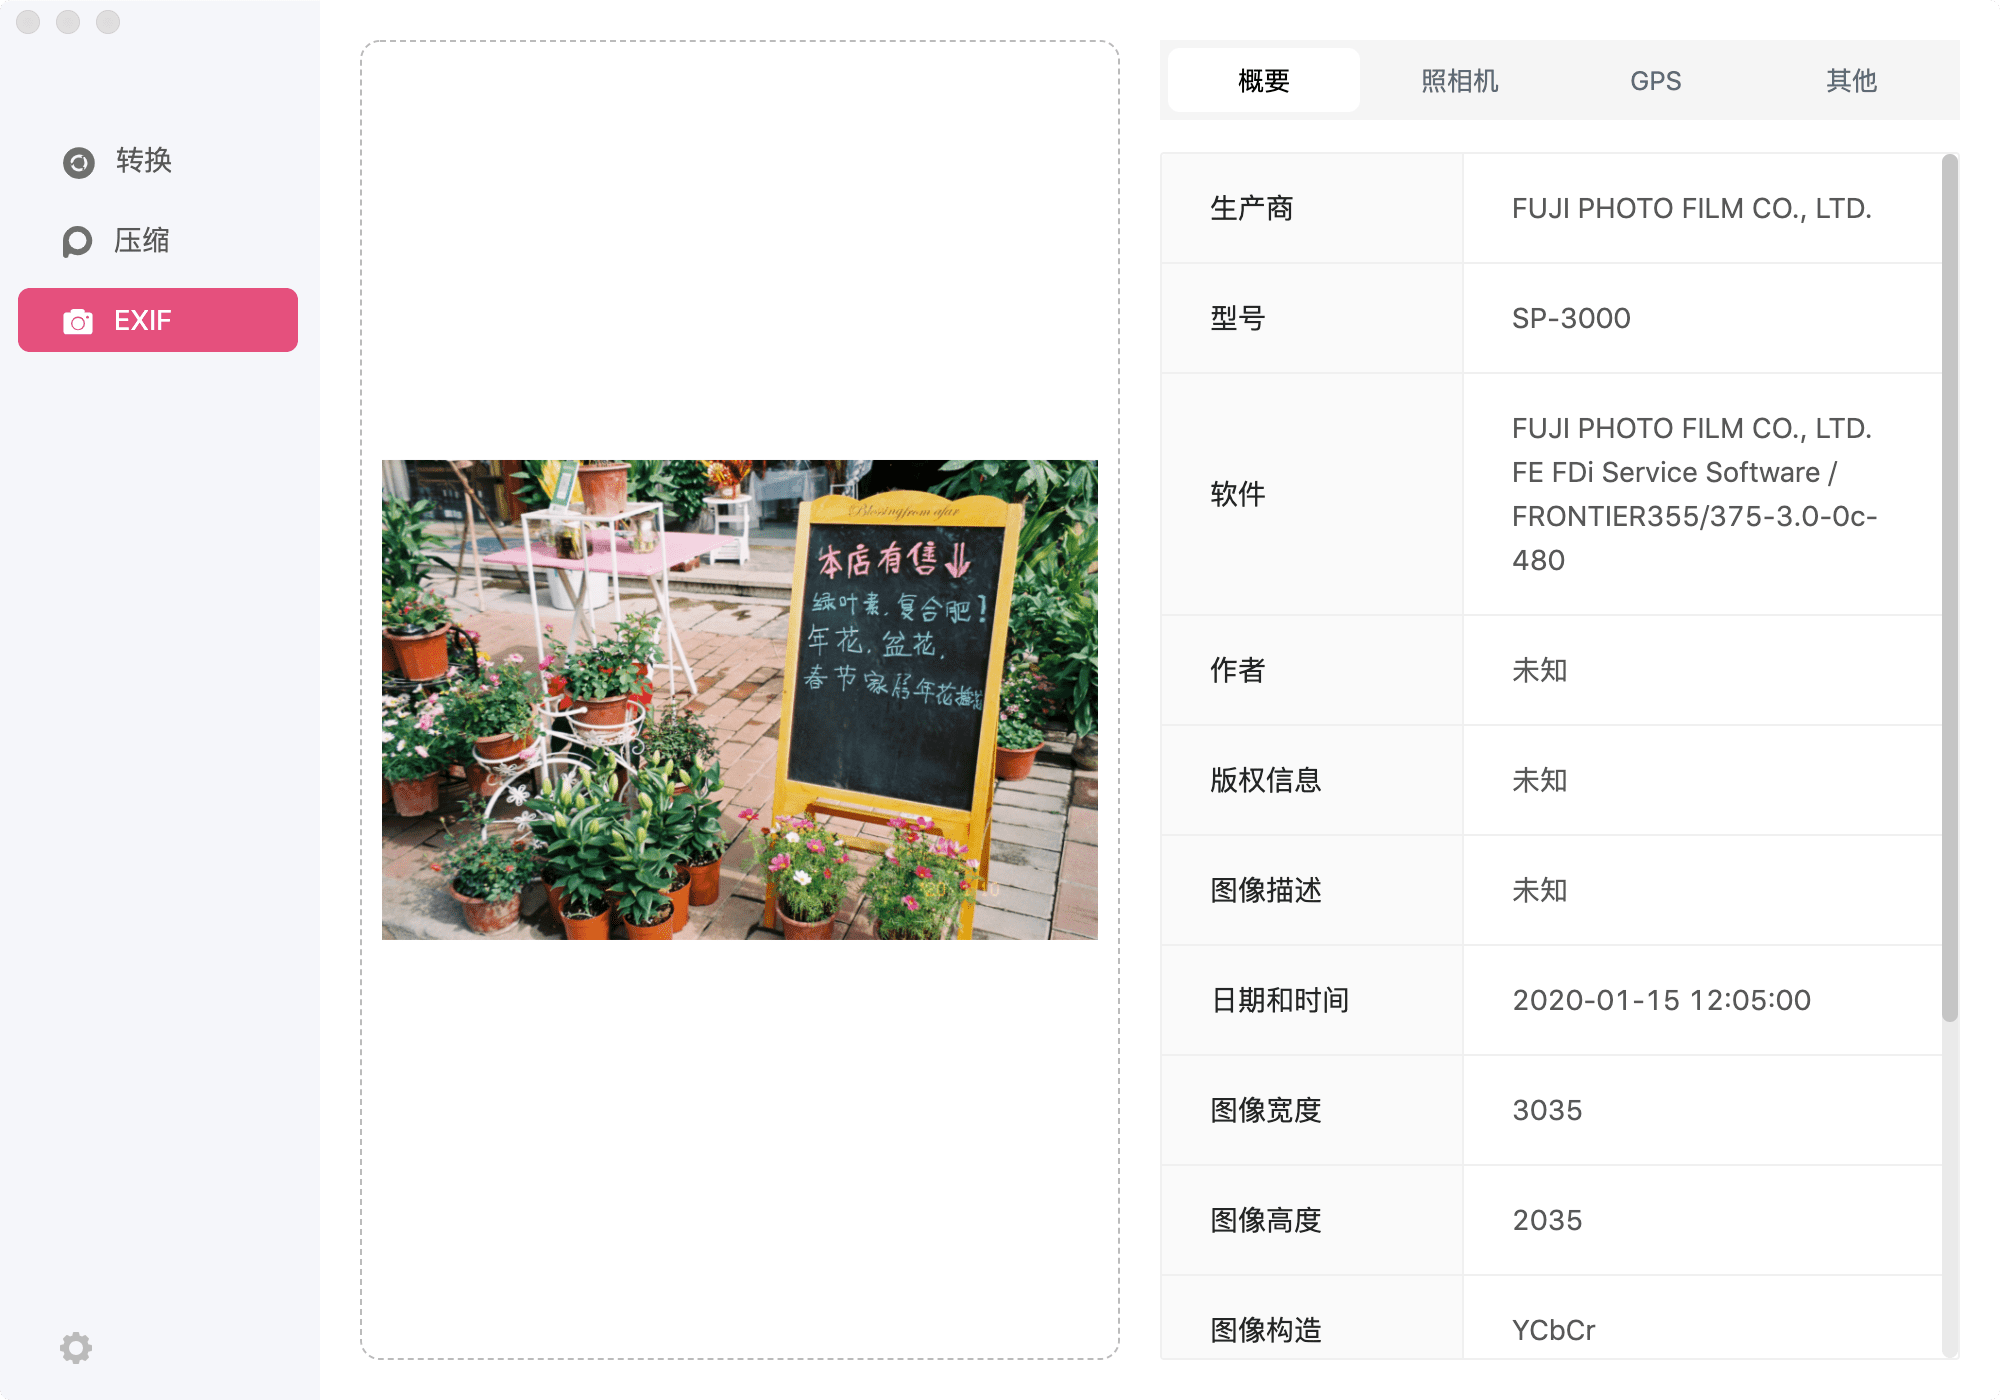 转换
压缩
EXIF
Blessing from afar
本店有售
绿叶素.复合肥!
年花.盆花.
春节家居年花摆
概要
照相机
GPS
其他
生产商
FUJI PHOTO FILM CO., LTD.
型号
SP-3000
软件
FUJI PHOTO FILM CO., LTD.
FE FDi Service Software /
FRONTIER355/375-3.0-0c-
480
作者
未知
版权信息
未知
图像描述
未知
日期和时间
2020-01-15 12:05:00
图像宽度
3035
图像高度
2035
图像构造
YCbCr